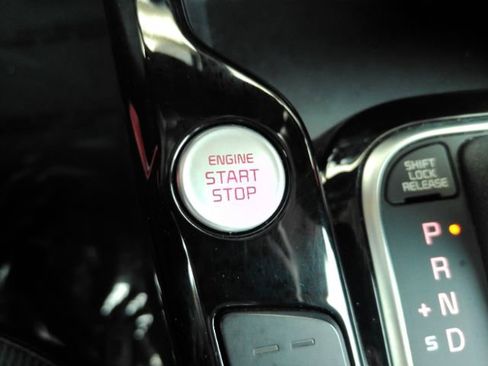 ENGINE
START
STOP
SHIFT
LOCK
RELEASE
P
R
+ N
S D